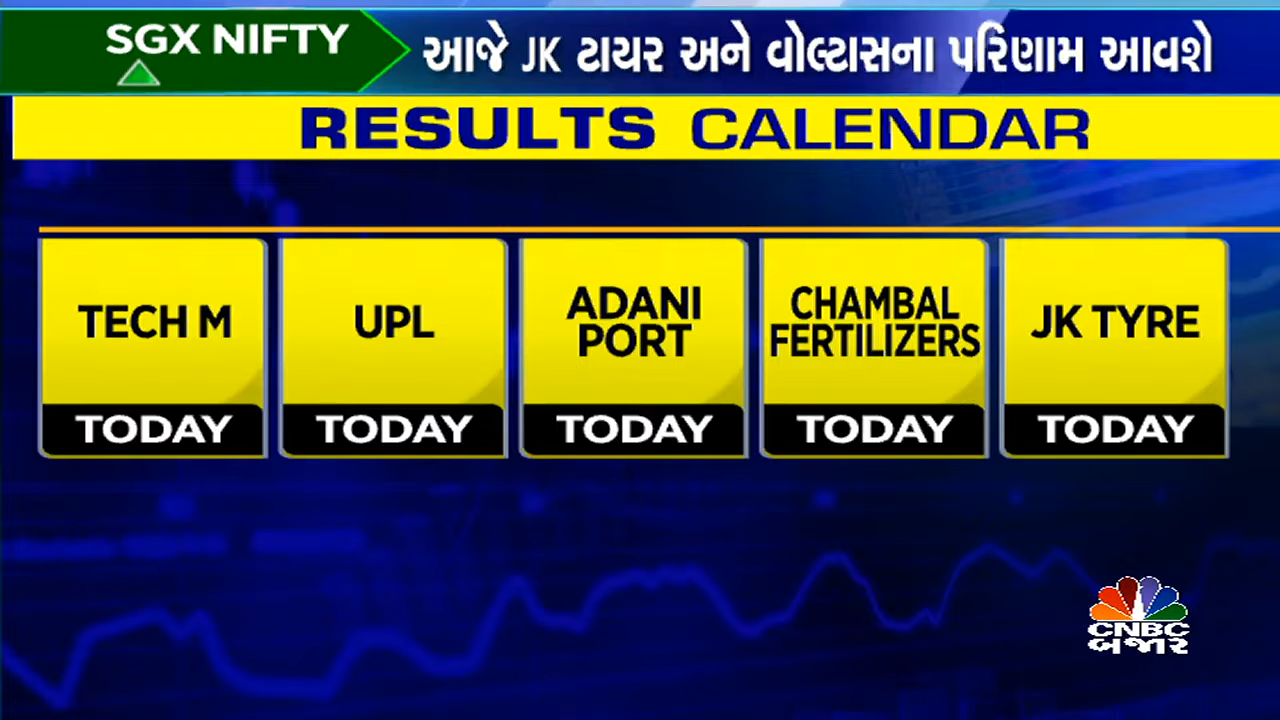 SGX NIFTY
આજે JK ટાયર અને વોલ્ટાસના પરિણામ આવશે
RESULTS CALENDAR
TECH M
TODAY
UPL
TODAY
ADANI
PORT
TODAY
CHAMBAL
FERTILIZERS
TODAY
JK TYRE
TODAY
CNBC
બજાર